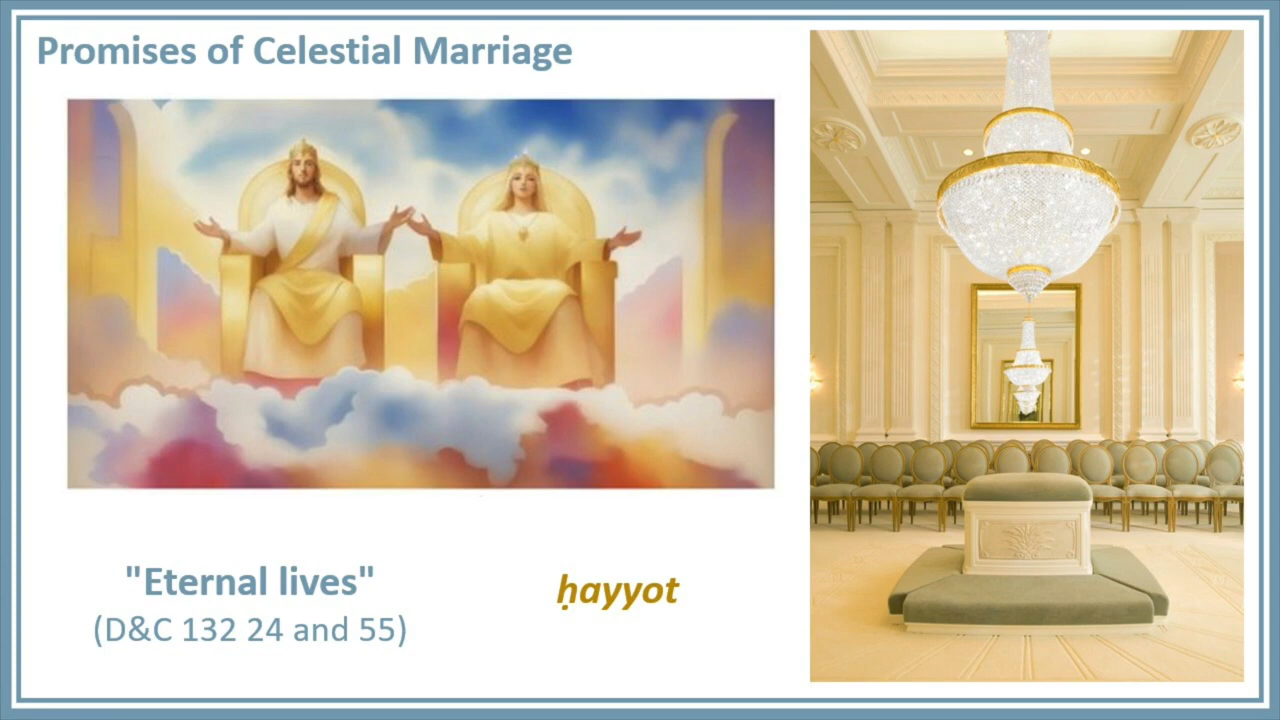 Promises of Celestial Marriage
"Eternal lives"
(D&C 132 24 and 55)
ḥayyot